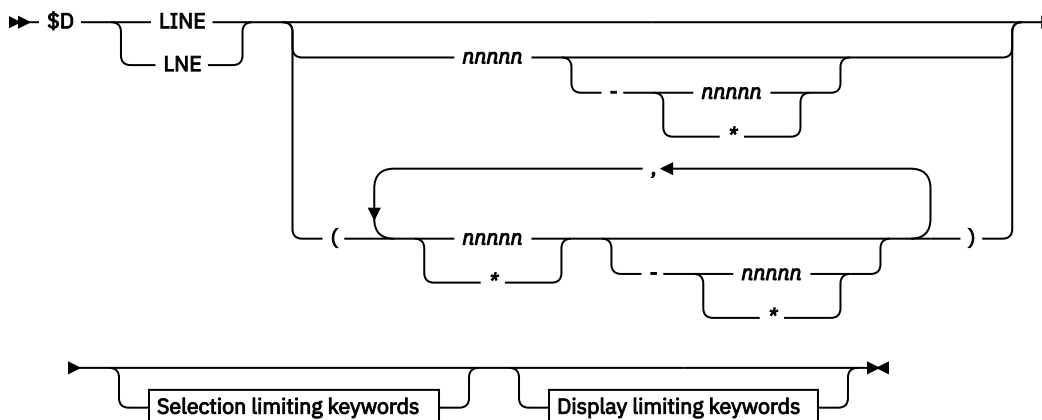 $D LINE
LNE
nnnnn
- nnnnn
*
,
( nnnnn )
*
- nnnnn
*
Selection limiting keywords Display limiting keywords